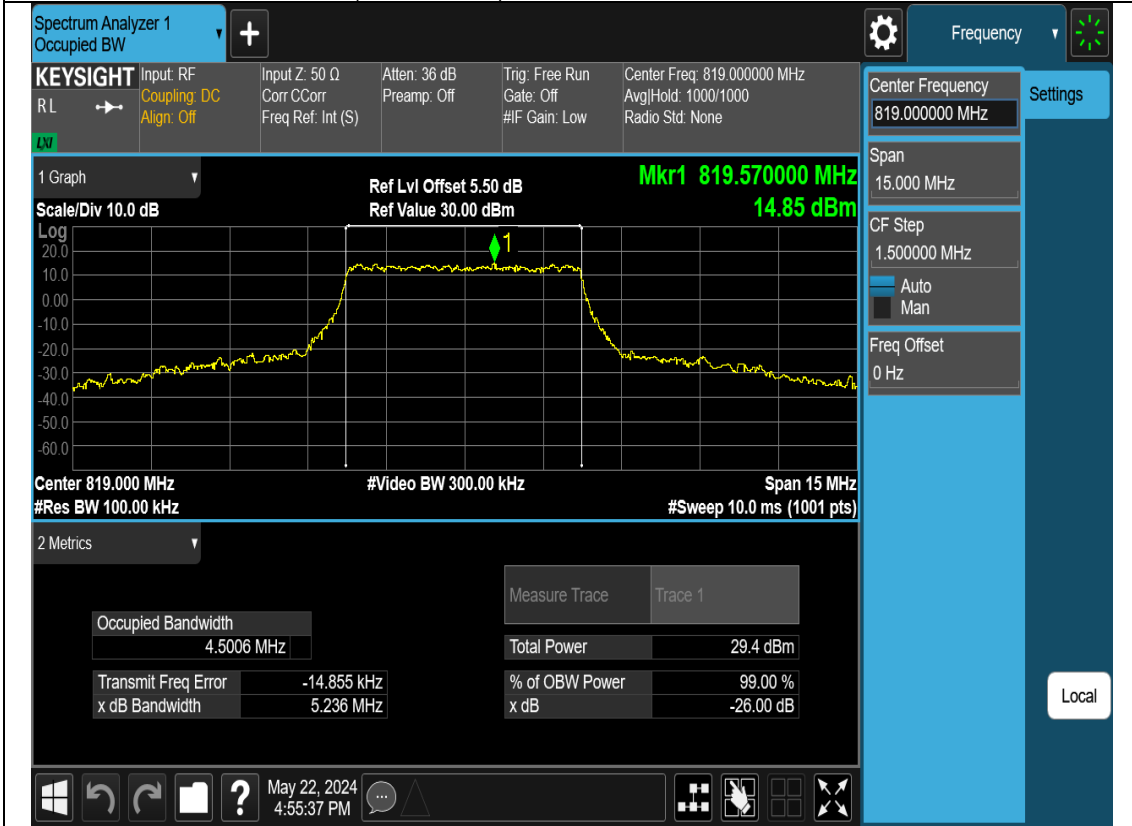 Spectrum Analyzer 1
Occupied BW
Frequency
KEYSIGHT
R L
LXI
Input: RF
Coupling: DC
Align: Off
Input Z: 50 Ω
Corr CCorr
Freq Ref: Int (S)
Atten: 36 dB
Preamp: Off
Trig: Free Run
Gate: Off
#IF Gain: Low
Center Freq: 819.000000 MHz
Avg|Hold: 1000/1000
Radio Std: None
Center Frequency
819.000000 MHz
Settings
Span
15.000 MHz
CF Step
1.500000 MHz
Auto
Man
Freq Offset
0 Hz
Local
1 Graph
Scale/Div 10.0 dB
Ref Lvl Offset 5.50 dB
Ref Value 30.00 dBm
Mkr1 819.570000 MHz
14.85 dBm
Log
20.0
10.0
0.00
-10.0
-20.0
-30.0
-40.0
-50.0
-60.0
1
Center 819.000 MHz
#Video BW 300.00 kHz
Span 15 MHz
#Res BW 100.00 kHz
#Sweep 10.0 ms (1001 pts)
2 Metrics
Measure Trace Trace 1
Occupied Bandwidth
4.5006 MHz
Total Power 29.4 dBm
Transmit Freq Error -14.855 kHz
% of OBW Power 99.00 %
x dB Bandwidth 5.236 MHz
x dB -26.00 dB
?
May 22, 2024
4:55:37 PM